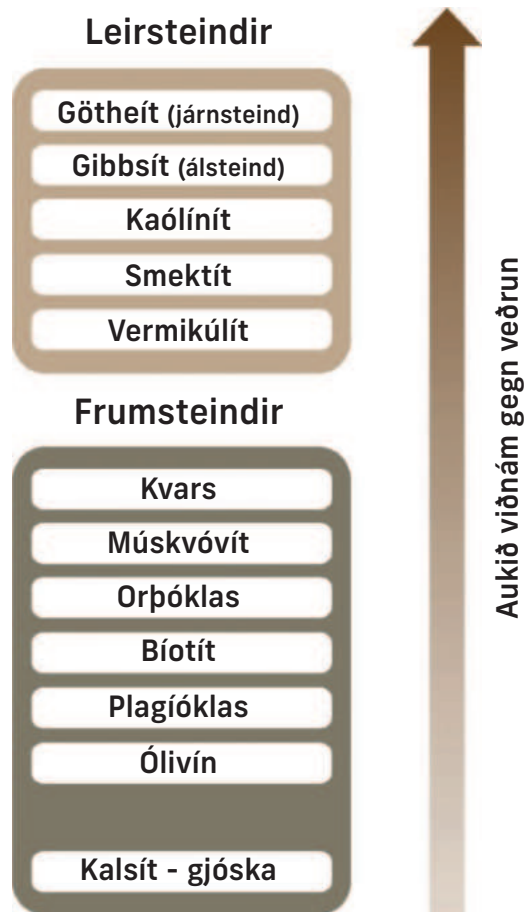 Leirsteindir
Götheít (járnsteind)
Gibbsít (álsteind)
Kaólínít
Smektít
Vermikúlít
Frumsteindir
Kvars
Múskvóvít
Orþóklas
Bíotít
Plagíóklas
Ólivín
Kalsít - gjóska
Aukið viðnám gegn veðrun